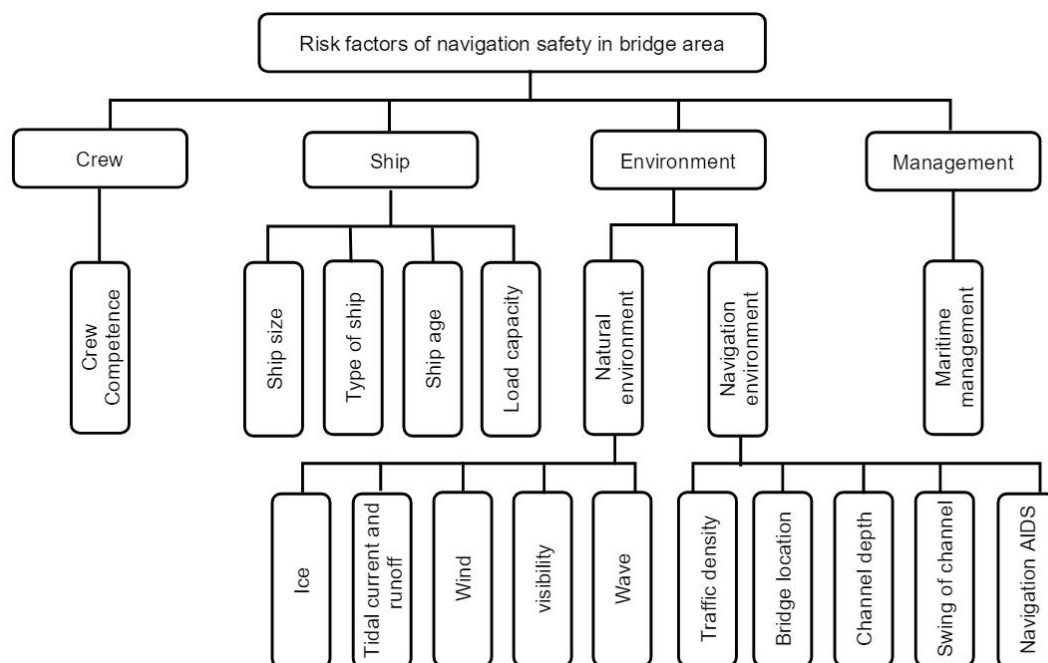 Risk factors of navigation safety in bridge area
Crew
Ship
Environment
Management
Crew
Competence
Ship size
Type of ship
Ship age
Load capacity
Natural
environment
Navigation
environment
Maritime
management
Ice
Tidal current and
runoff
Wind
visibility
Wave
Traffic density
Bridge location
Channel depth
Swing of channel
Navigation AIDS